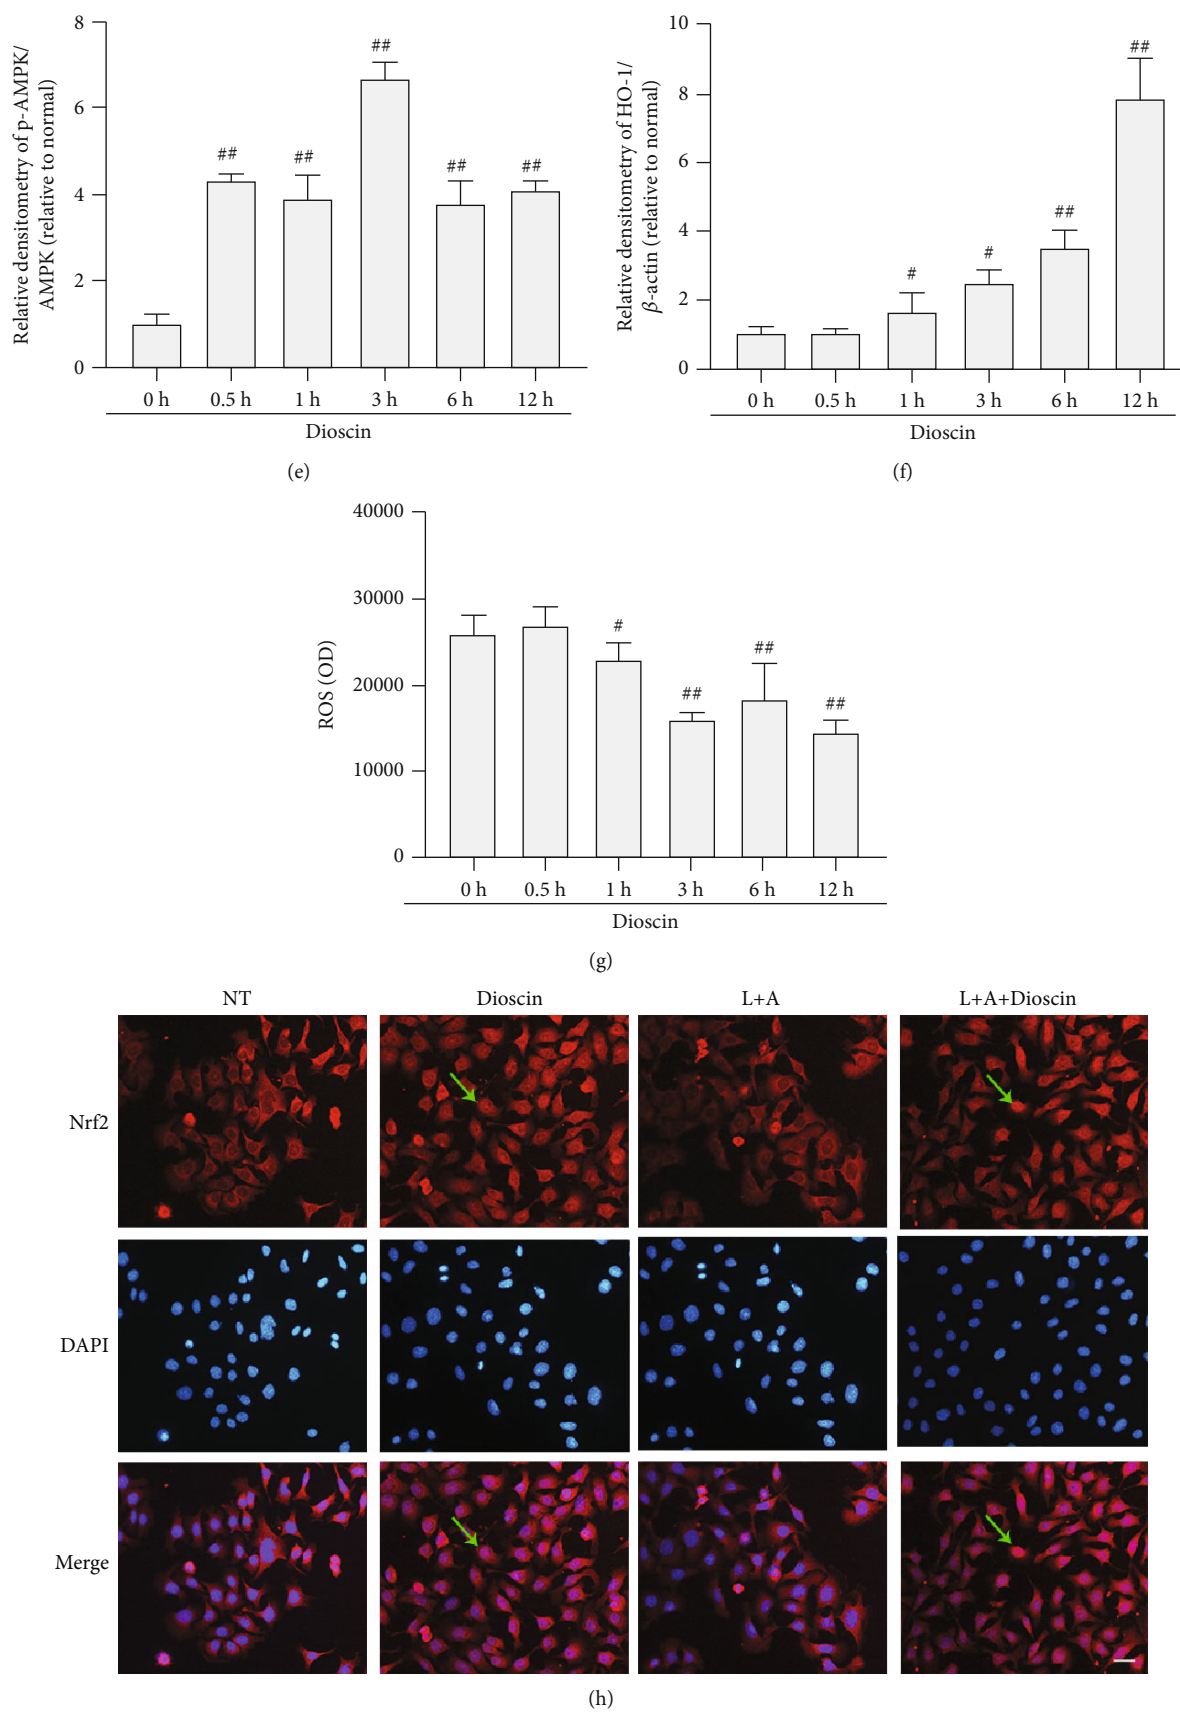 Relative densitometry of p-AMPK/
AMPK (relative to normal)
8
6
4
2
0
##
##
##
##
##
0 h
0.5 h
1 h
3 h
6 h
12 h
Dioscin
(e)
Relative densitometry of HO-1/
β-actin (relative to normal)
10
8
6
4
2
0
#
#
##
##
0 h
0.5 h
1 h
3 h
6 h
12 h
Dioscin
(f)
ROS (OD)
40000
30000
20000
10000
0
#
##
##
##
0 h
0.5 h
1 h
3 h
6 h
12 h
Dioscin
(g)
NT
Dioscin
L+A
L+A+Dioscin
Nrf2
DAPI
Merge
(h)